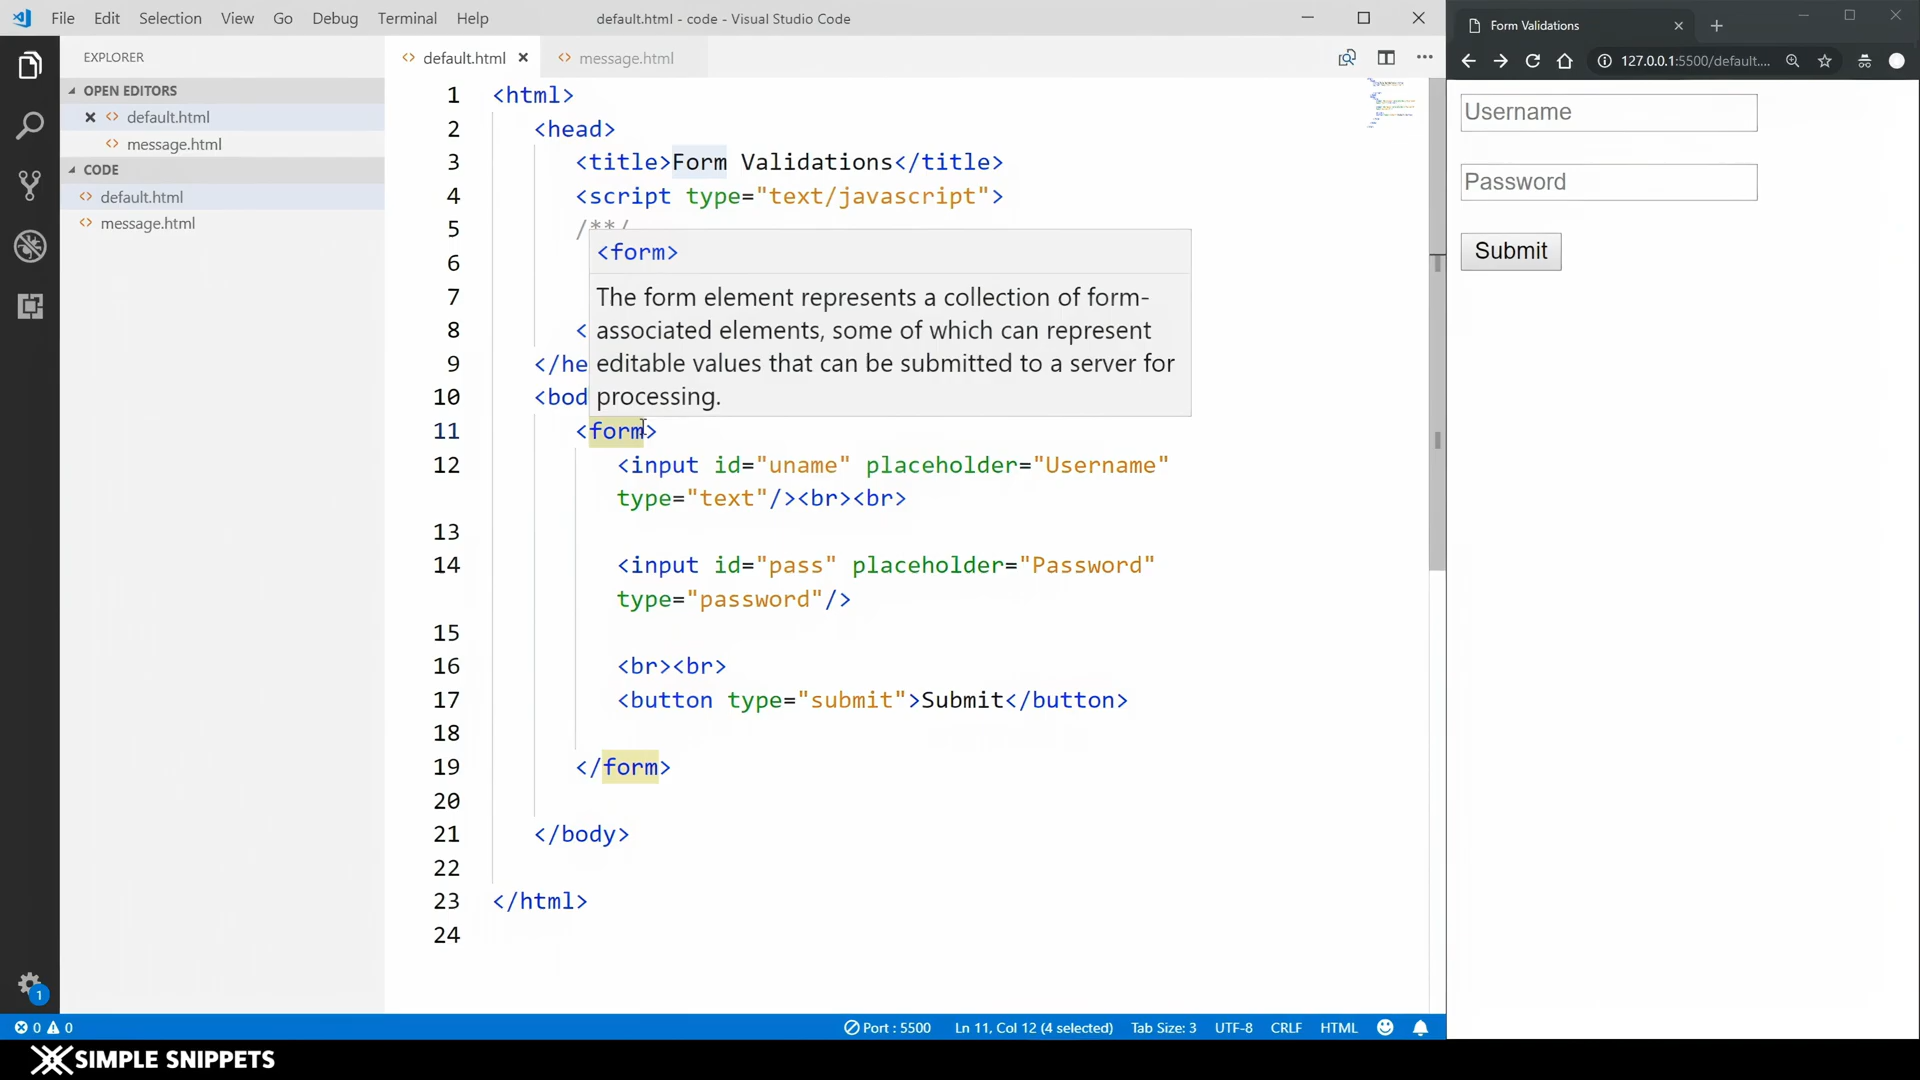 File Edit Selection View Go Debug Terminal Help
default.html - code - Visual Studio Code
EXPLORER
OPEN EDITORS
default.html
message.html
CODE
default.html
message.html
default.html
message.html
1 <html>
2 <head>
3 <title>Form Validations</title>
4 <script type="text/javascript">
5 /**/
6
7
8 <
9 </he
10 <bod
<form>
The form element represents a collection of form-
associated elements, some of which can represent
editable values that can be submitted to a server for
processing.
11 <form>
12 <input id="uname" placeholder="Username"
type="text"/><br><br>
13
14 <input id="pass" placeholder="Password"
type="password"/>
15
16 <br><br>
17 <button type="submit">Submit</button>
18
19 </form>
20
21 </body>
22
23 </html>
24
1
0 0
Port : 5500 Ln 11, Col 12 (4 selected) Tab Size: 3 UTF-8 CRLF HTML
Form Validations
127.0.0.1:5500/default....
Username
Password
Submit
SIMPLE SNIPPETS